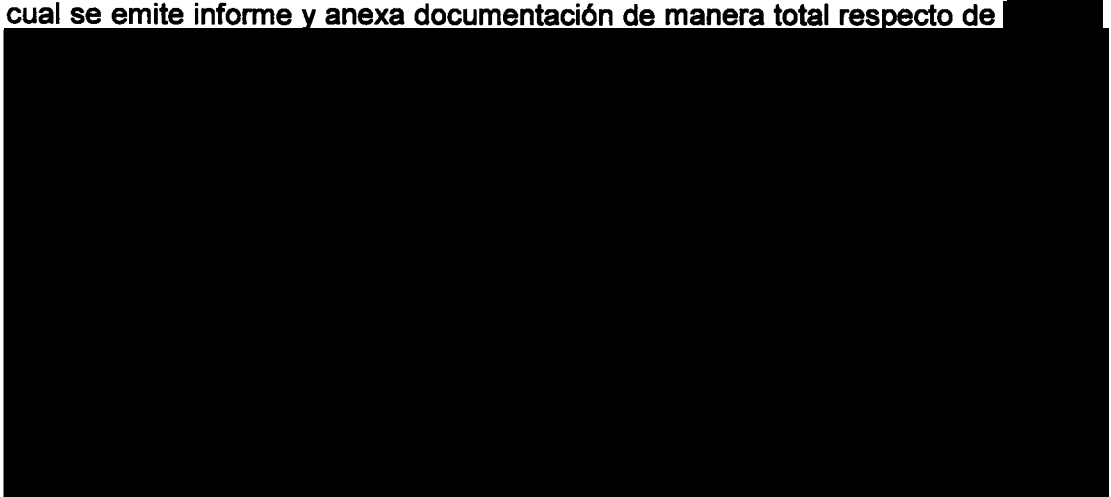 cual se emite informe y anexa documentación de manera total respecto de